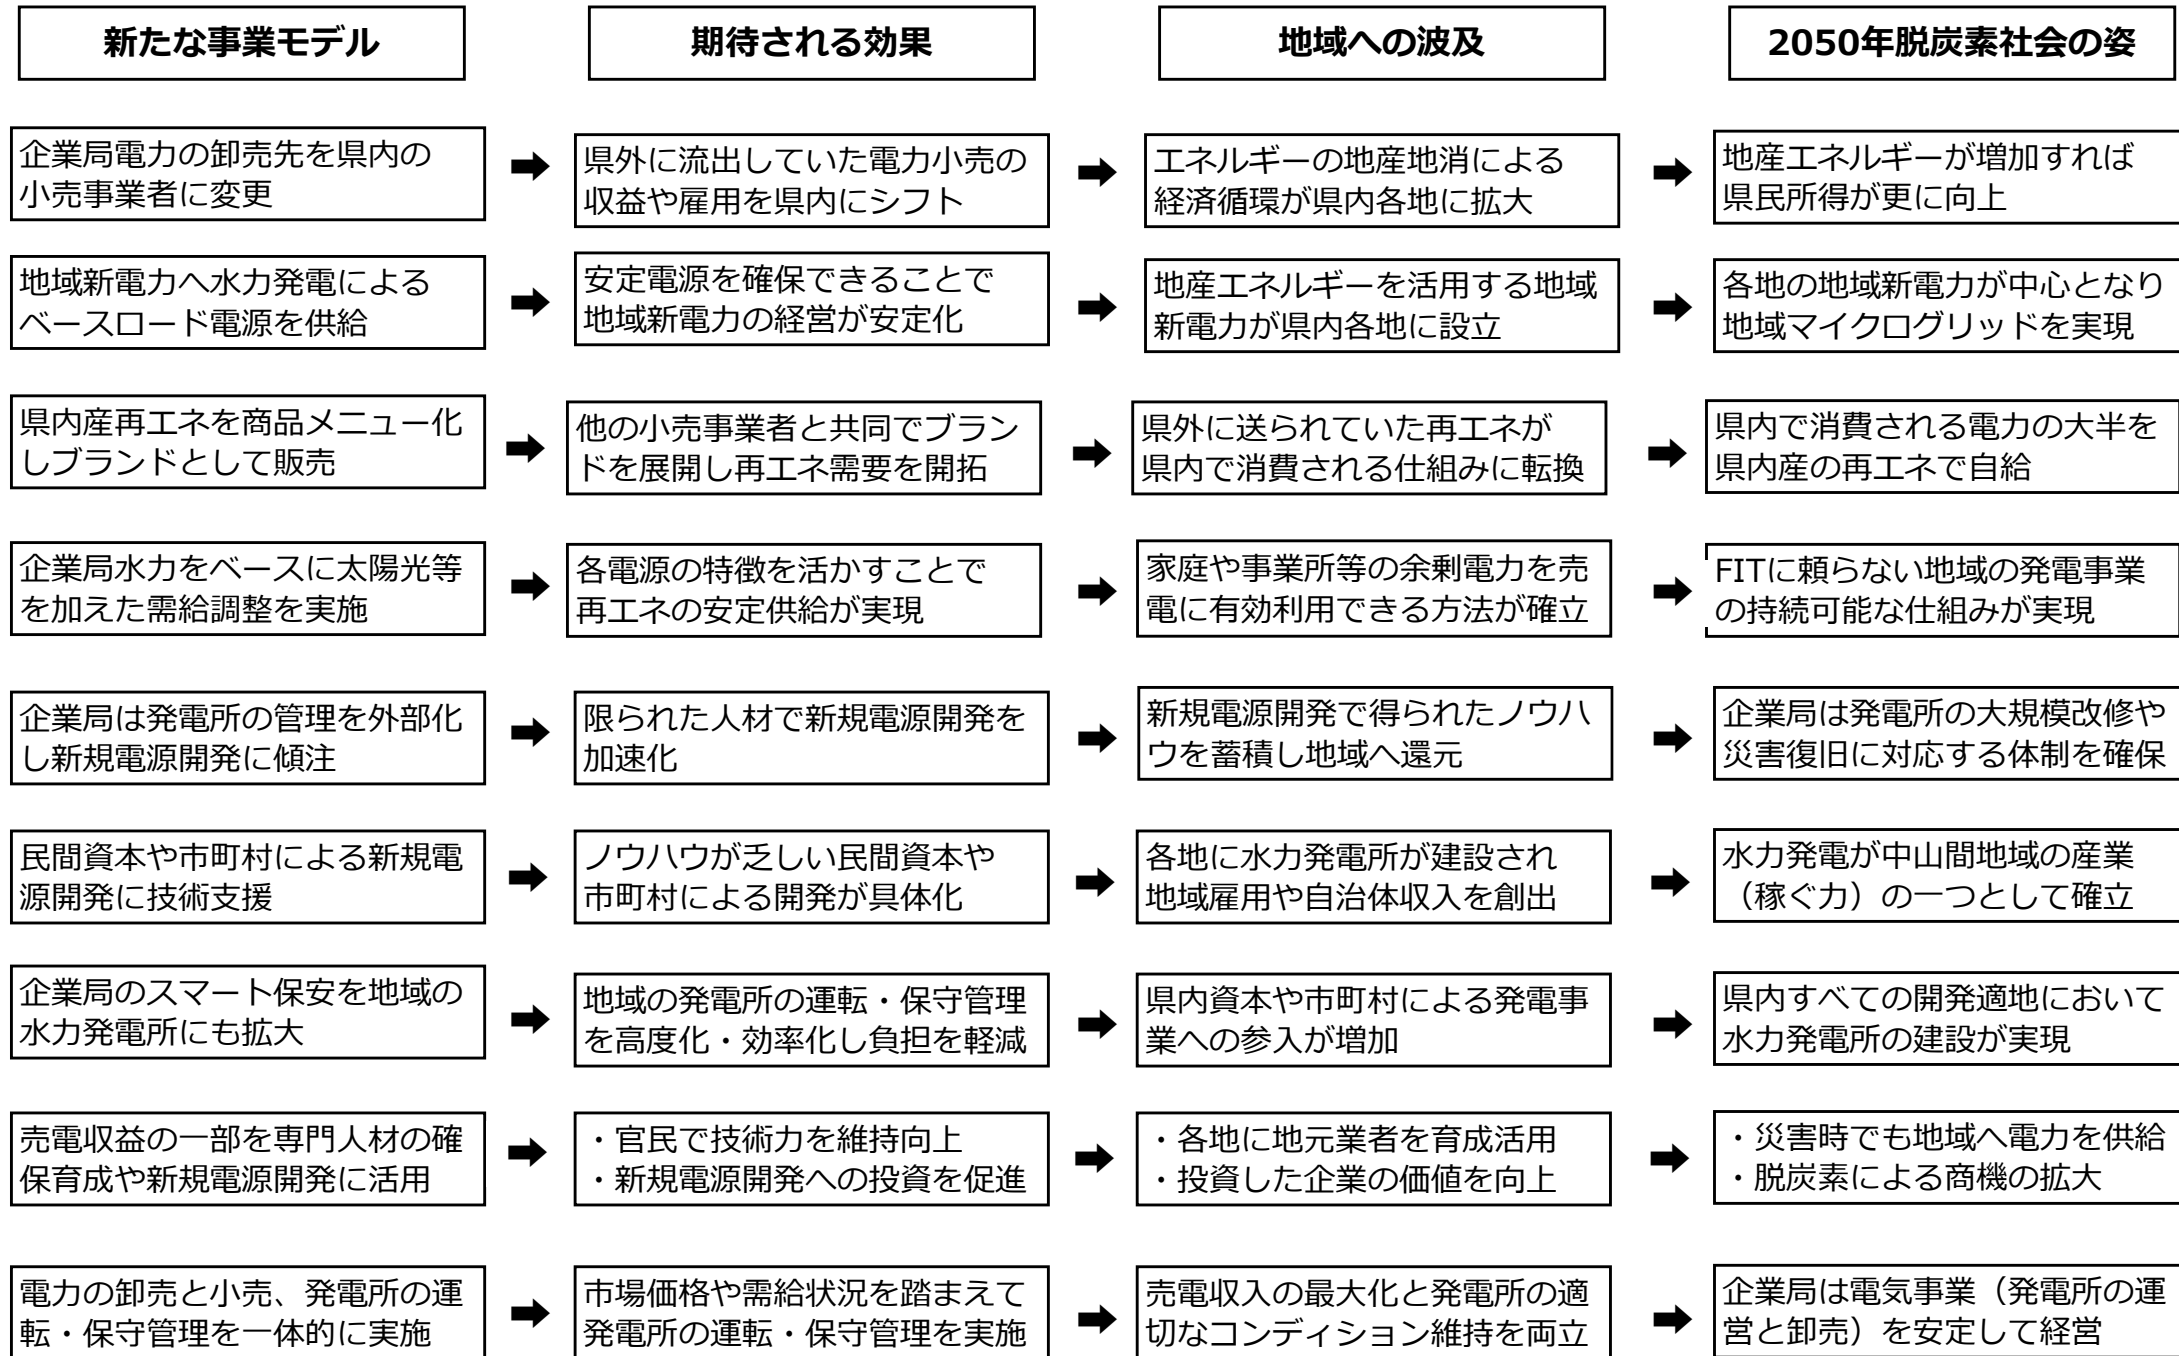 新たな事業モデル
期待される効果
地域への波及
2050年脱炭素社会の姿
企業局電力の卸売先を県内の
小売事業者に変更
県外に流出していた電力小売の
収益や雇用を県内にシフト
エネルギーの地産地消による
経済循環が県内各地に拡大
地産エネルギーが増加すれば
県民所得が更に向上
地域新電力へ水力発電による
ベースロード電源を供給
安定電源を確保できることで
地域新電力の経営が安定化
地産エネルギーを活用する地域
新電力が県内各地に設立
各地の地域新電力が中心となり
地域マイクログリッドを実現
県内産再エネを商品メニュー化
しブランドとして販売
他の小売事業者と共同でブラン
ドを展開し再エネ需要を開拓
県外に送られていた再エネが
県内で消費される仕組みに転換
県内で消費される電力の大半を
県内産の再エネで自給
企業局水力をベースに太陽光等
を加えた需給調整を実施
各電源の特徴を活かすことで
再エネの安定供給が実現
家庭や事業所等の余剰電力を売
電に有効利用できる方法が確立
FITに頼らない地域の発電事業
の持続可能な仕組みが実現
企業局は発電所の管理を外部化
し新規電源開発に傾注
限られた人材で新規電源開発を
加速化
新規電源開発で得られたノウハ
ウを蓄積し地域へ還元
企業局は発電所の大規模改修や
災害復旧に対応する体制を確保
民間資本や市町村による新規電
源開発に技術支援
ノウハウが乏しい民間資本や
市町村による開発が具体化
各地に水力発電所が建設され
地域雇用や自治体収入を創出
水力発電が中山間地域の産業
（稼ぐ力）の一つとして確立
企業局のスマート保安を地域の
水力発電所にも拡大
地域の発電所の運転・保守管理
を高度化・効率化し負担を軽減
県内資本や市町村による発電事
業への参入が増加
県内すべての開発適地において
水力発電所の建設が実現
売電収益の一部を専門人材の確
保育成や新規電源開発に活用
・官民で技術力を維持向上
・新規電源開発への投資を促進
・各地に地元業者を育成活用
・投資した企業の価値を向上
・災害時でも地域へ電力を供給
・脱炭素による商機の拡大
電力の卸売と小売、発電所の運
転・保守管理を一体的に実施
市場価格や需給状況を踏まえて
発電所の運転・保守管理を実施
売電収入の最大化と発電所の適
切なコンディション維持を両立
企業局は電気事業（発電所の運
営と卸売）を安定して経営